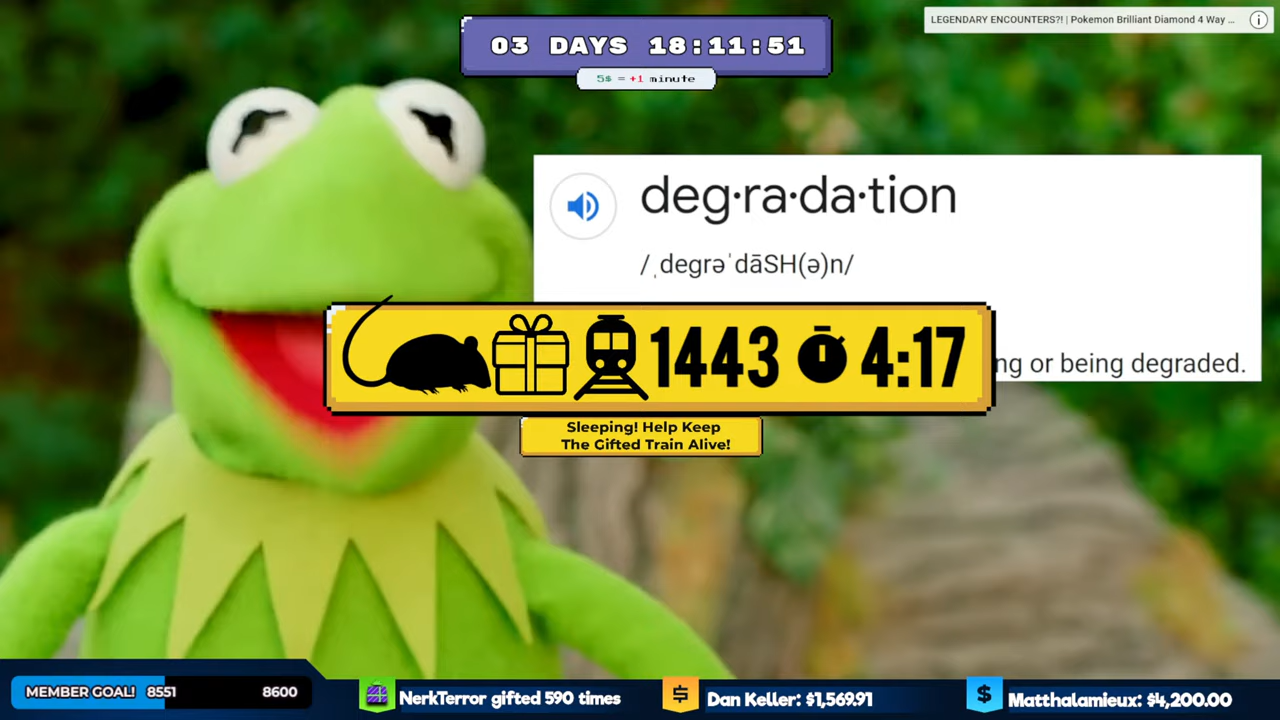 LEGENDARY ENCOUNTERS?! | Pokemon Brilliant Diamond 4 Way ...
03 DAYS 18:11:51
5$ = +1 minute
deg·ra·da·tion
/ˌdegrəˈdāSH(ə)n/
1443 4:17
ng or being degraded.
Sleeping! Help Keep
The Gifted Train Alive!
MEMBER GOAL! 8551 8600
NerkTerror gifted 590 times
Dan Keller: $1,569.91
Matthalamieux: $4,200.00